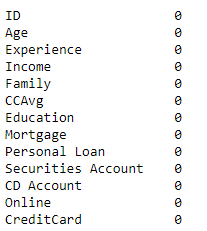 ID 0
Age 0
Experience 0
Income 0
Family 0
CCAvg 0
Education 0
Mortgage 0
Personal Loan 0
Securities Account 0
CD Account 0
Online 0
CreditCard 0